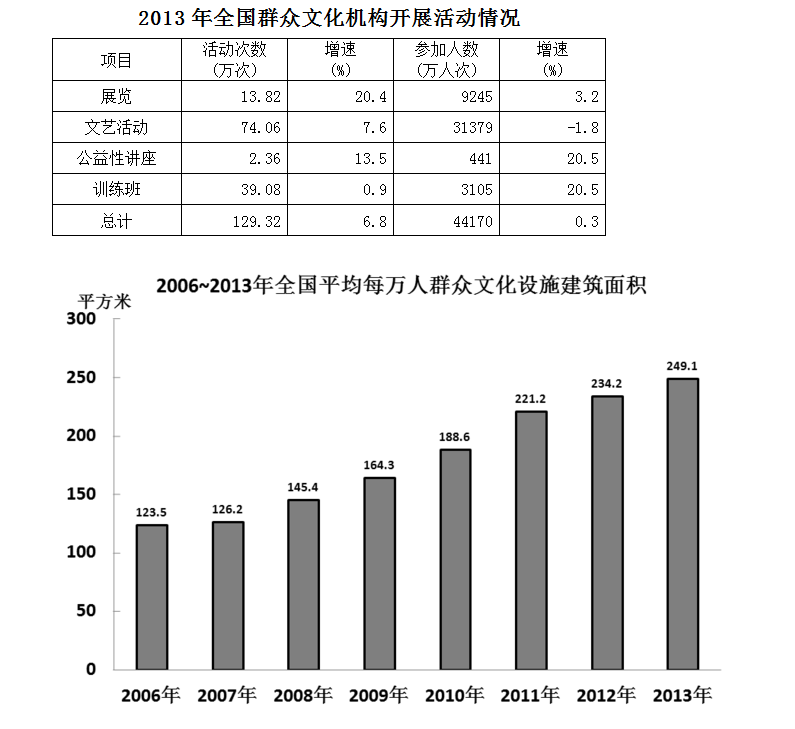 2013 年全国群众文化机构开展活动情况
项目 活动次数(万次) 增速(%) 参加人数(万人次) 增速(%)
展览 13.82 20.4 9245 3.2
文艺活动 74.06 7.6 31379 -1.8
公益性讲座 2.36 13.5 441 20.5
训练班 39.08 0.9 3105 20.5
总计 129.32 6.8 44170 0.3
2006~2013年全国平均每万人群众文化设施建筑面积
平方米
300
250
200
150
100
50
0
123.5 126.2 145.4 164.3 188.6 221.2 234.2 249.1
2006年 2007年 2008年 2009年 2010年 2011年 2012年 2013年